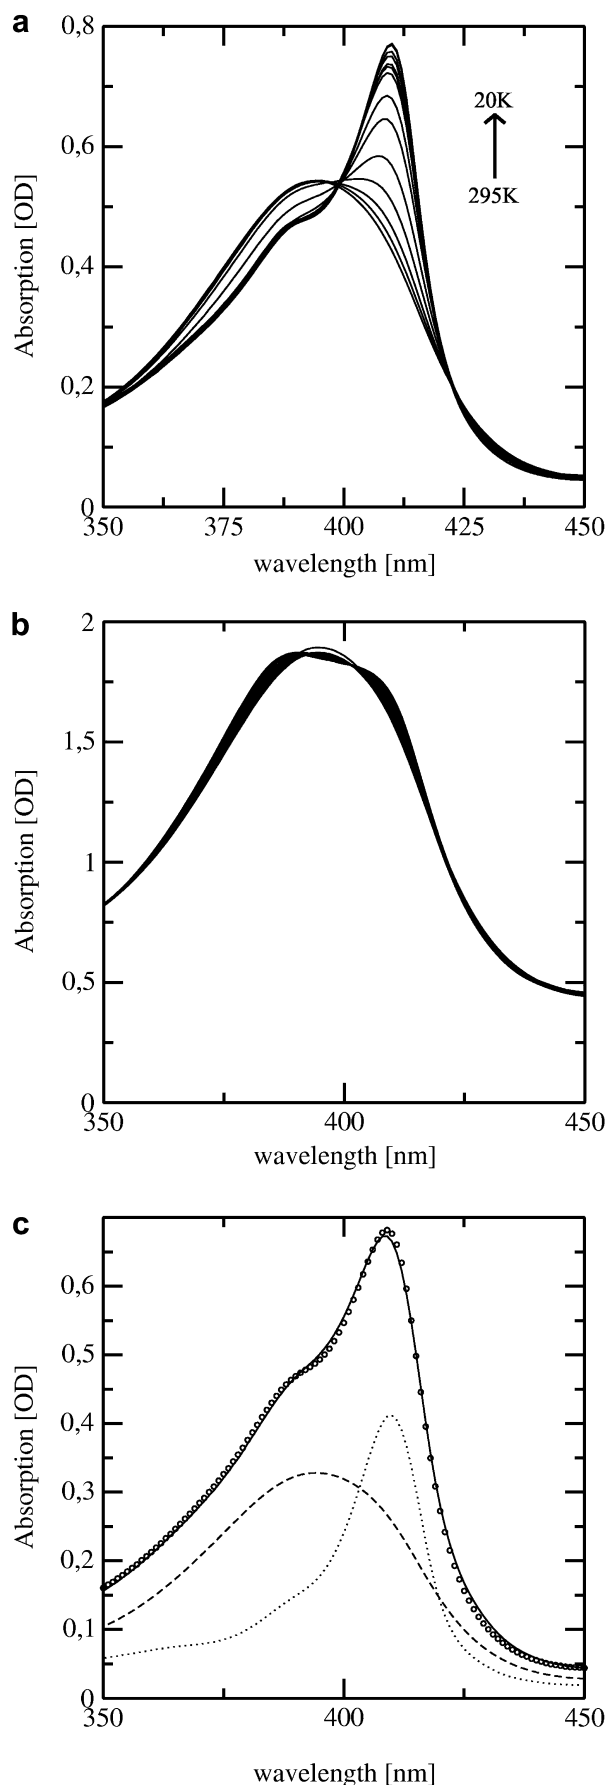 a
0,8
0,6
0,4
0,2
0
Absorption [OD]
20K
295K
350 375 400 425 450
wavelength [nm]
b
2
1,5
1
0,5
0
Absorption [OD]
350 400 450
wavelength [nm]
c
0,6
0,5
0,4
0,3
0,2
0,1
0
Absorption [OD]
350 400 450
wavelength [nm]